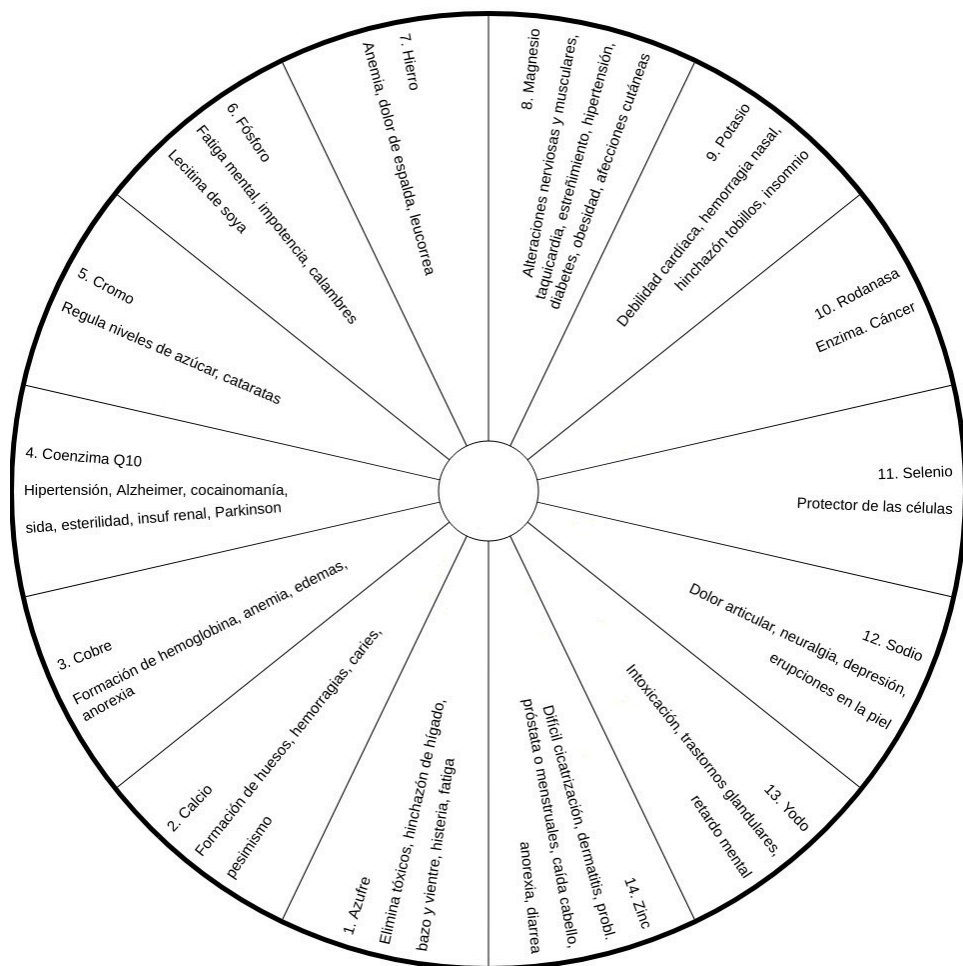 1. Azufre
Elimina tóxicos, hinchazón de hígado,
bazo y vientre, histeria, fatiga
2. Calcio
Formación de huesos, hemorragias, caries,
pesimismo
3. Cobre
Formación de hemoglobina, anemia, edemas,
anorexia
4. Coenzima Q10
Hipertensión, Alzheimer, cocainomanía,
sida, esterilidad, insuf renal, Parkinson
5. Cromo
Regula niveles de azúcar, cataratas
6. Fósforo
Fatiga mental, impotencia, calambres
Lecitina de soya
7. Hierro
Anemia, dolor de espalda, leucorrea
8. Magnesio
Alteraciones nerviosas y musculares,
taquicardia, estreñimiento, hipertensión,
diabetes, obesidad, afecciones cutáneas
9. Potasio
Debilidad cardíaca, hemorragia nasal,
hinchazón tobillos, insomnio
10. Rodanasa
Enzima. Cáncer
11. Selenio
Protector de las células
12. Sodio
Dolor articular, neuralgia, depresión,
erupciones en la piel
13. Yodo
Intoxicación, trastornos glandulares,
retardo mental
14. Zinc
Difícil cicatrización, dermatitis, probl.
próstata o menstruales, caída cabello,
anorexia, diarrea